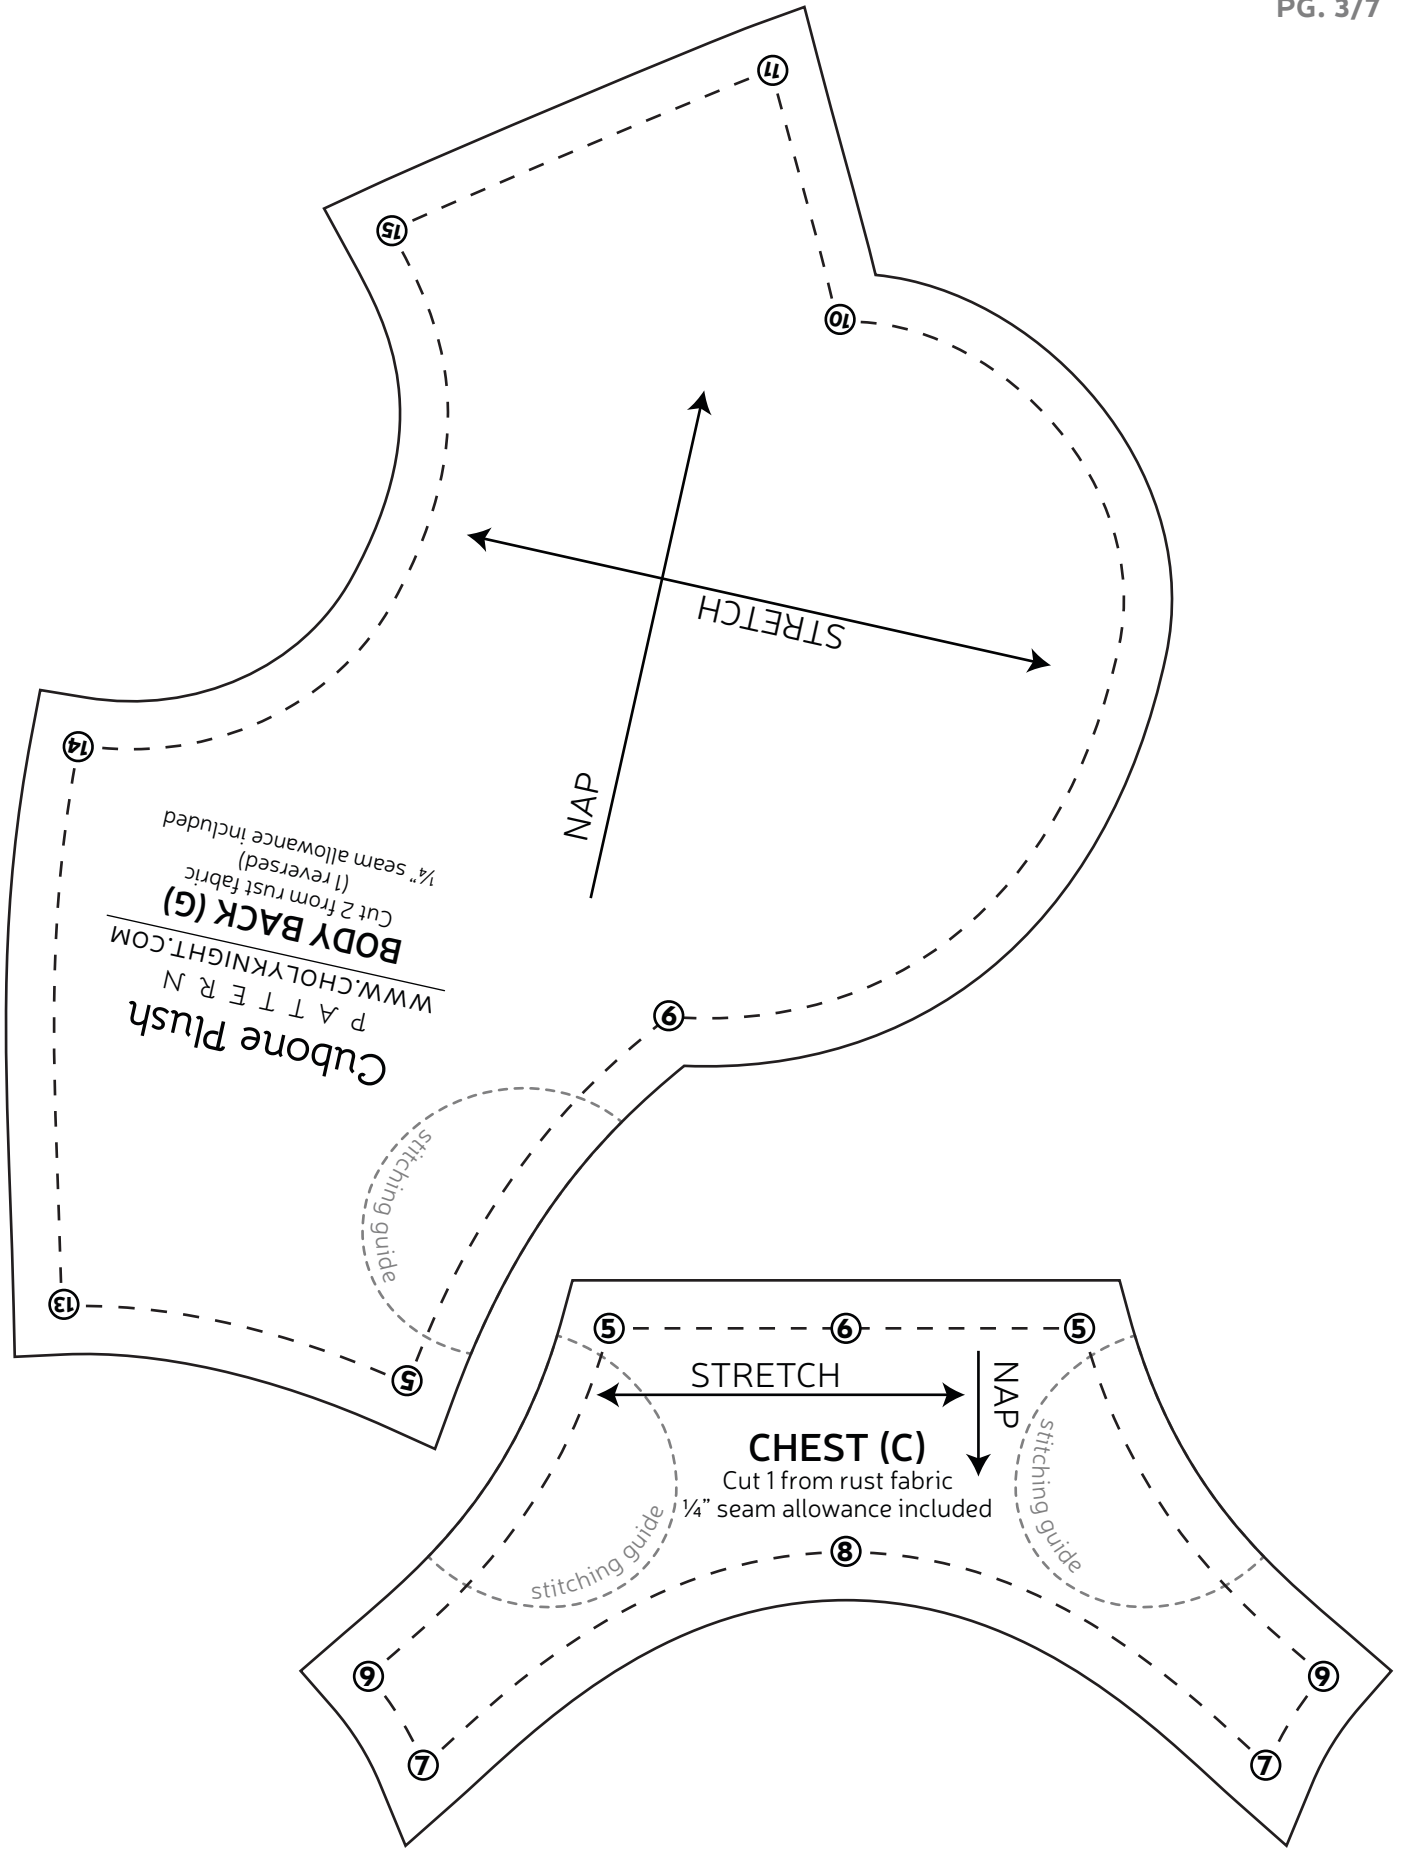 PG. 3/7
11
15
10
STRETCH
NAP
14
Cubone Plush
PATTERN
WWW.CHOLYKNIGHT.COM
BODY BACK (G)
Cut 2 from rust fabric
(1 reversed)
¼” seam allowance included
6
stitching guide
13
5
5
6
5
STRETCH
NAP
CHEST (C)
Cut 1 from rust fabric
¼” seam allowance included
stitching guide
stitching guide
8
9
9
7
7